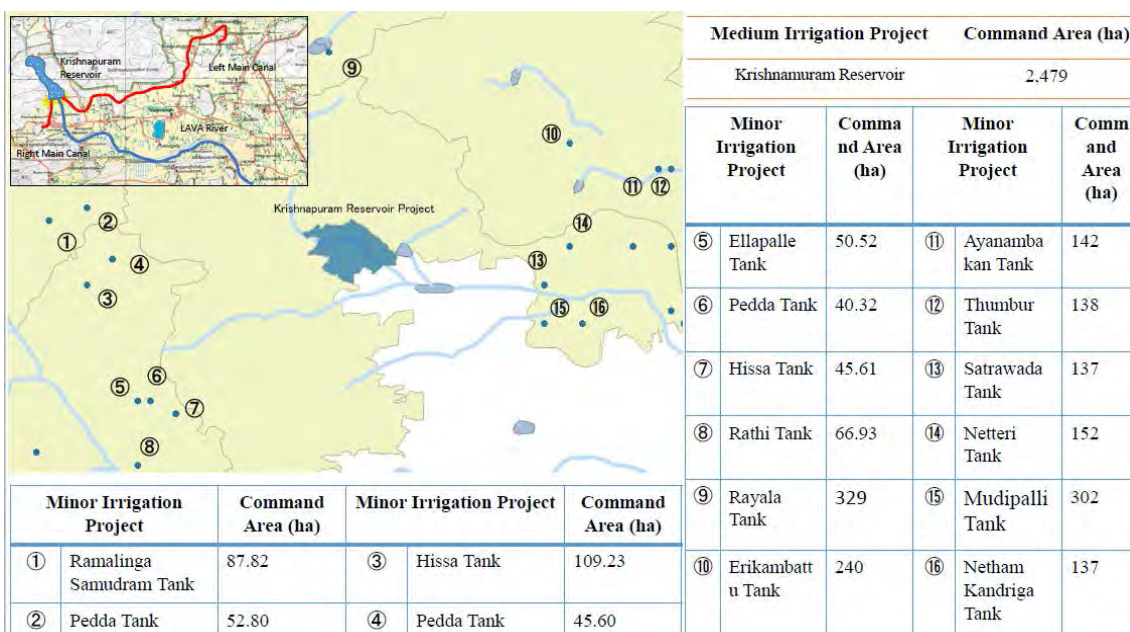 Krishnapuram
Reservoir
Left Main Canal
LAVA River
Right Main Canal
⑨
⑩
⑪ ⑫
②
①
④
③
Krishnapuram Reservoir Project
⑭
⑬
⑮ ⑯
⑥
⑤
⑦
⑧
Medium Irrigation Project Command Area (ha)
Krishnamuram Reservoir 2,479
Minor Irrigation Project
Comma nd Area (ha)
Minor Irrigation Project
Comm and Area (ha)
⑤ Ellapalle Tank 50.52 ⑪ Ayanamba kan Tank 142
⑥ Pedda Tank 40.32 ⑫ Thumbur Tank 138
⑦ Hissa Tank 45.61 ⑬ Satrawada Tank 137
⑧ Rathi Tank 66.93 ⑭ Netteri Tank 152
⑨ Rayala Tank 329 ⑮ Mudipalli Tank 302
⑩ Erikambatt u Tank 240 ⑯ Netham Kandriga Tank 137
Minor Irrigation Project
Command Area (ha)
Minor Irrigation Project
Command Area (ha)
① Ramalinga Samudram Tank 87.82 ③ Hissa Tank 109.23
② Pedda Tank 52.80 ④ Pedda Tank 45.60